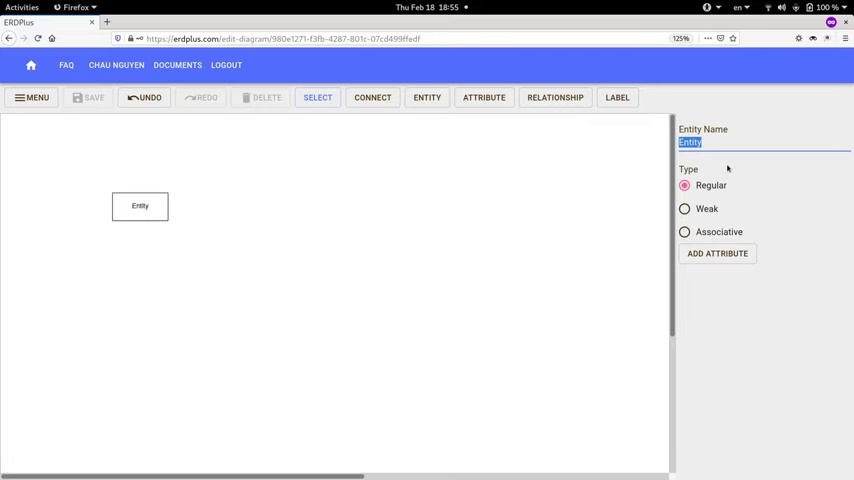 Activities Firefox Thu Feb 18 18:55 en 100 %
ERDPlus
https://erdplus.com/edit-diagram/980e1271-f3fb-4287-801c-07cd499ffedf 125%
FAQ CHAU NGUYEN DOCUMENTS LOGOUT
MENU SAVE UNDO REDO DELETE SELECT CONNECT ENTITY ATTRIBUTE RELATIONSHIP LABEL
Entity Name
Entity
Type
Regular
Entity
Weak
Associative
ADD ATTRIBUTE